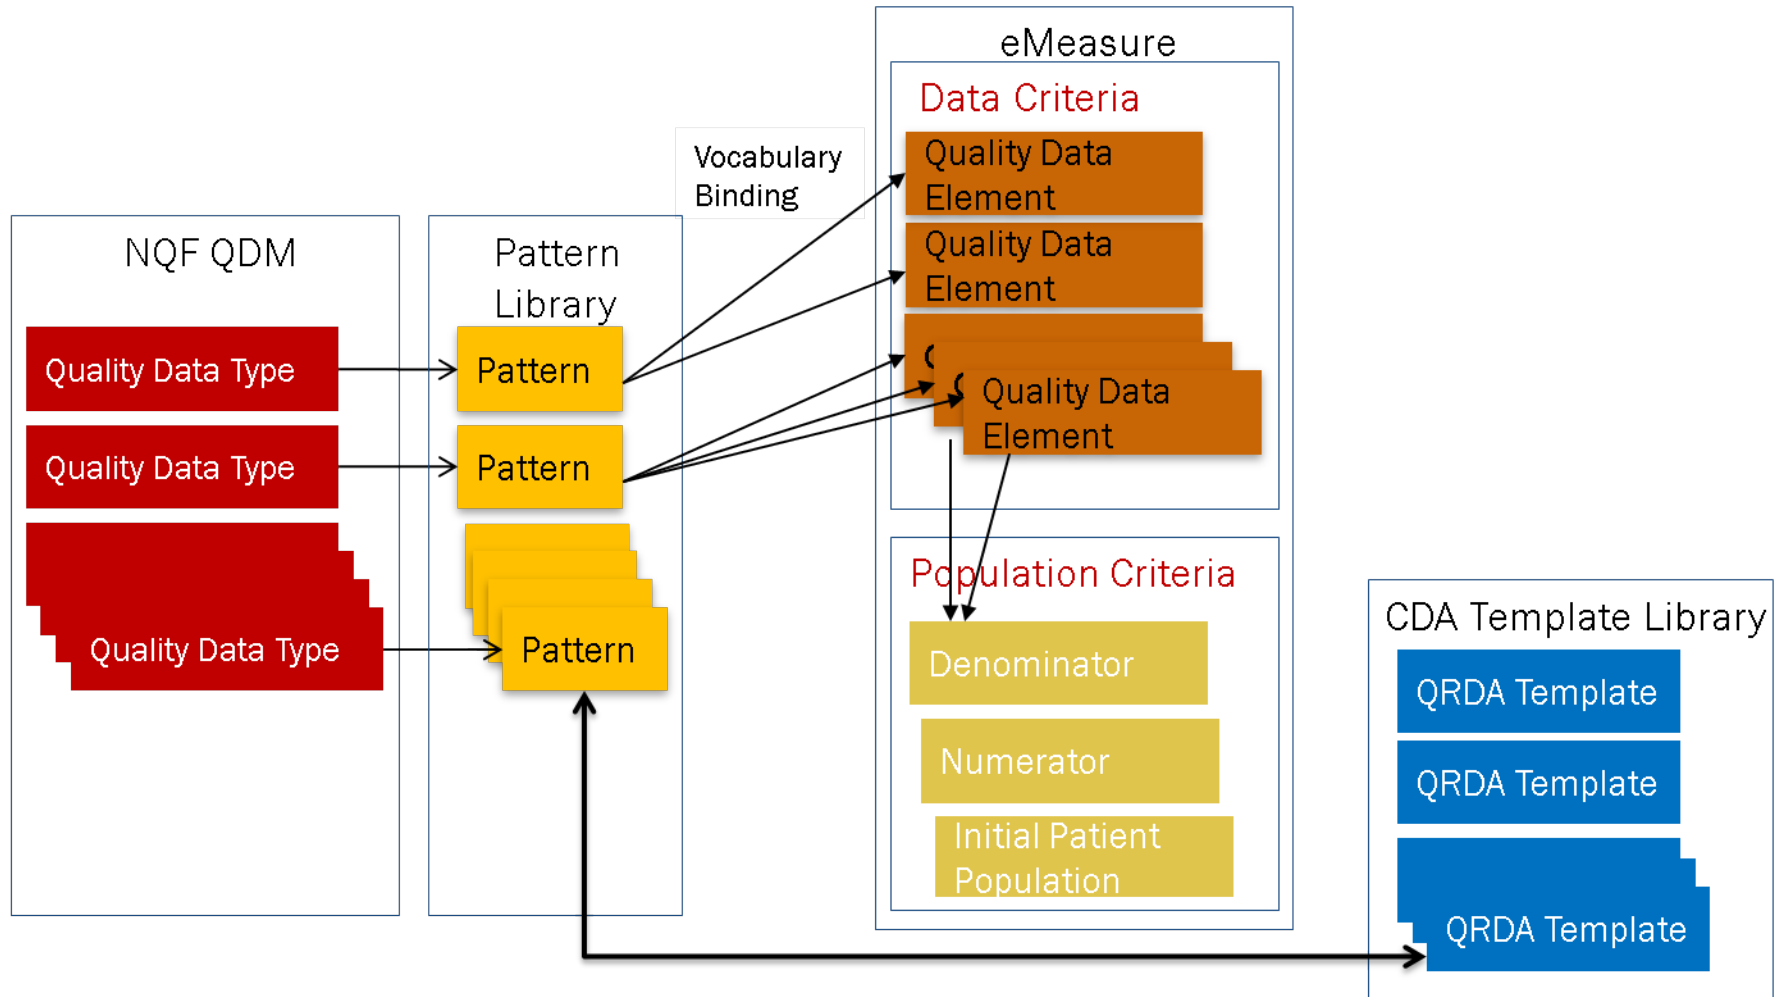 eMeasure
Data Criteria
Quality Data
Element
Quality Data
Element
Quality Data
Element
Vocabulary
Binding
NQF QDM
Quality Data Type
Quality Data Type
Quality Data Type
Pattern
Library
Pattern
Pattern
Pattern
Population Criteria
Denominator
Numerator
Initial Patient
Population
CDA Template Library
QRDA Template
QRDA Template
QRDA Template